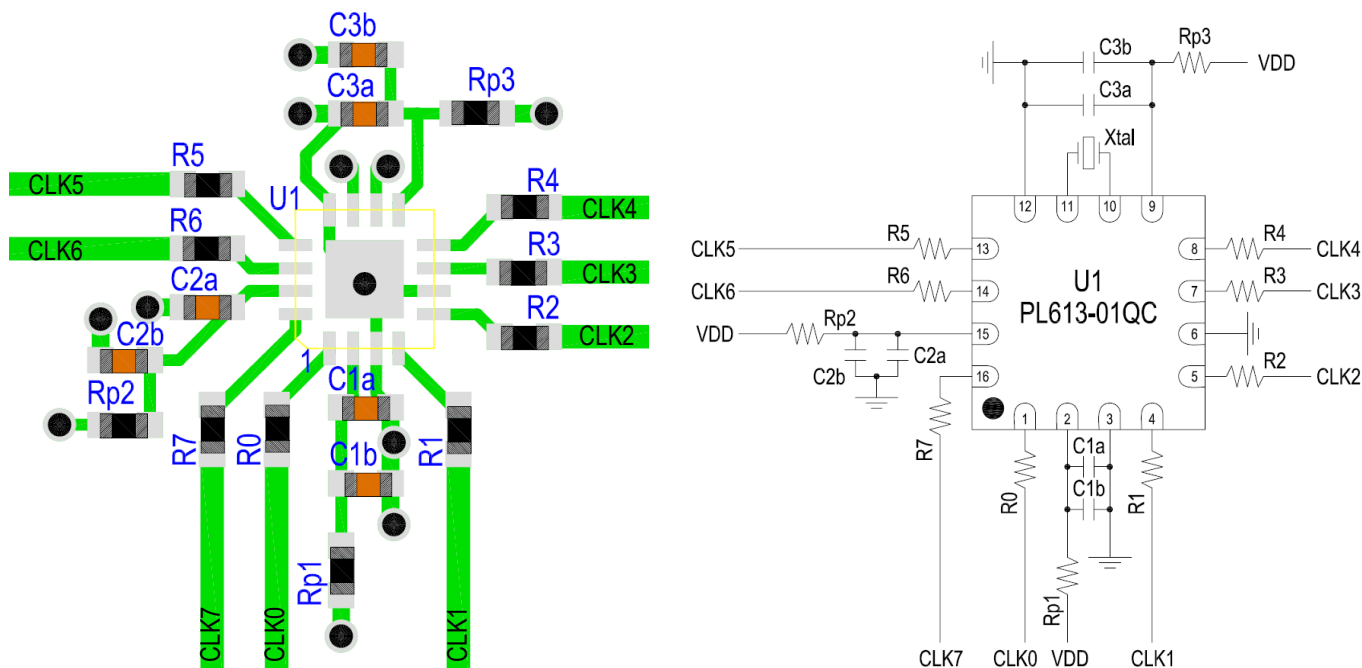 C3b
C3a
Rp3
R5
CLK5
U1
R4
CLK4
R6
CLK6
R3
CLK3
C2a
R2
CLK2
C2b
1
Rp2
C1a
R7
R0
C1b
R1
Rp1
CLK7
CLK0
CLK1
C3b
Rp3
VDD
C3a
Xtal
12
11
10
9
CLK5
R5
13
8
R4
CLK4
U1
CLK6
R6
14
PL613-01QC
7
R3
CLK3
VDD
Rp2
15
6
C2b
C2a
16
5
R2
CLK2
1
2
3
4
R7
R0
C1a
C1b
R1
Rp1
CLK7
CLK0
VDD
CLK1